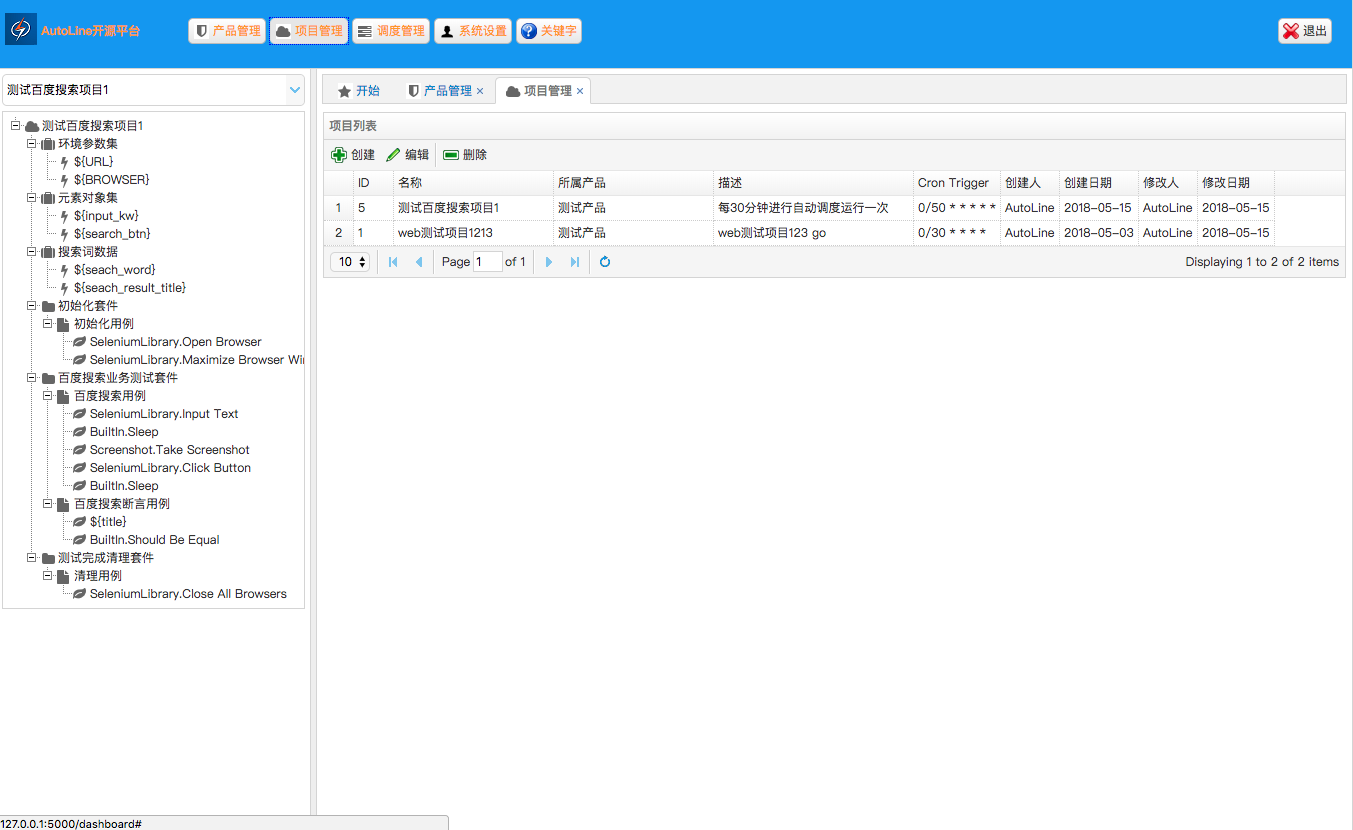 AutoLine开源平台 产品管理 项目管理 调度管理 系统设置 关键字 退出
测试百度搜索项目1
测试百度搜索项目1
环境参数集
${URL}
${BROWSER}
元素对象集
${input_kw}
${search_btn}
搜索词数据
${seach_word}
${seach_result_title}
初始化套件
初始化用例
SeleniumLibrary.Open Browser
SeleniumLibrary.Maximize Browser Wi
百度搜索业务测试套件
百度搜索用例
SeleniumLibrary.Input Text
BuiltIn.Sleep
Screenshot.Take Screenshot
SeleniumLibrary.Click Button
BuiltIn.Sleep
百度搜索断言用例
${title}
BuiltIn.Should Be Equal
测试完成清理套件
清理用例
SeleniumLibrary.Close All Browsers
开始 产品管理 × 项目管理 ×
项目列表
创建 编辑 删除
ID 名称 所属产品 描述 Cron Trigger 创建人 创建日期 修改人 修改日期
1 5 测试百度搜索项目1 测试产品 每30分钟进行自动调度运行一次 0/50 * * * * * AutoLine 2018-05-15 AutoLine 2018-05-15
2 1 web测试项目1213 测试产品 web测试项目123 go 0/30 * * * * AutoLine 2018-05-03 AutoLine 2018-05-15
10 Page 1 of 1 Displaying 1 to 2 of 2 items
127.0.0.1:5000/dashboard#